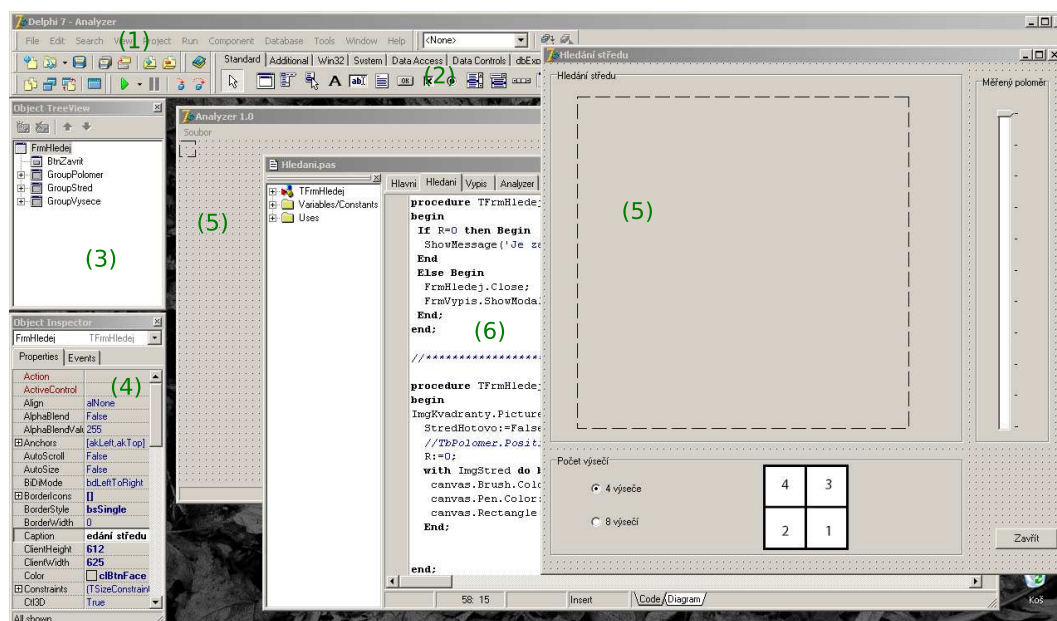 Delphi 7 - Analyzer
File Edit Search View Project Run Component Database Tools Window Help <None>
(1)
Standard Additional Win32 System Data Access Data Controls
(2)
Object TreeView
FrmHledej
BtnZavrit
GroupPolomer
GroupStred
GroupVysece
(3)
Object Inspector
FrmHledej TFrmHledej
Properties Events
(4)
Action
ActiveControl
Align alNone
AlphaBlend False
AlphaBlendValu 255
Anchors [akLeft,akTop]
AutoScroll False
AutoSize False
BiDiMode bdLeftToRight
BorderIcons []
BorderStyle bsSingle
BorderWidth 0
Caption edání středu
ClientHeight 612
ClientWidth 625
Color clBtnFace
Constraints (TSizeConstraint
Ctl3D True
All shown
Analyzer 1.0
Soubor
(5)
Hledani.pas
TFrmHledej
Variables/Constants
Uses
Hlavni Hledani Vypis Analyzer
procedure TFrmHledej
begin
If R=0 then Begin
ShowMessage('Je ze
End
Else Begin
FrmHledej.Close;
FrmVypis.ShowModa
End;
end;
(6)
//*****************
procedure TFrmHledej
begin
ImgKvadranty.Picture
StredHotovo:=False
//TbPolomer.Positi
R:=0;
with ImgStred do
canvas.Brush.Colo
canvas.Pen.Color:
canvas.Rectangle
End;
end;
58: 15 Insert Code Diagram
Hledání středu
Hledání středu
Měřený poloměr
(5)
Počet výsečí
4 výseče
8 výsečí
4 3
2 1
Zavřít
Koš